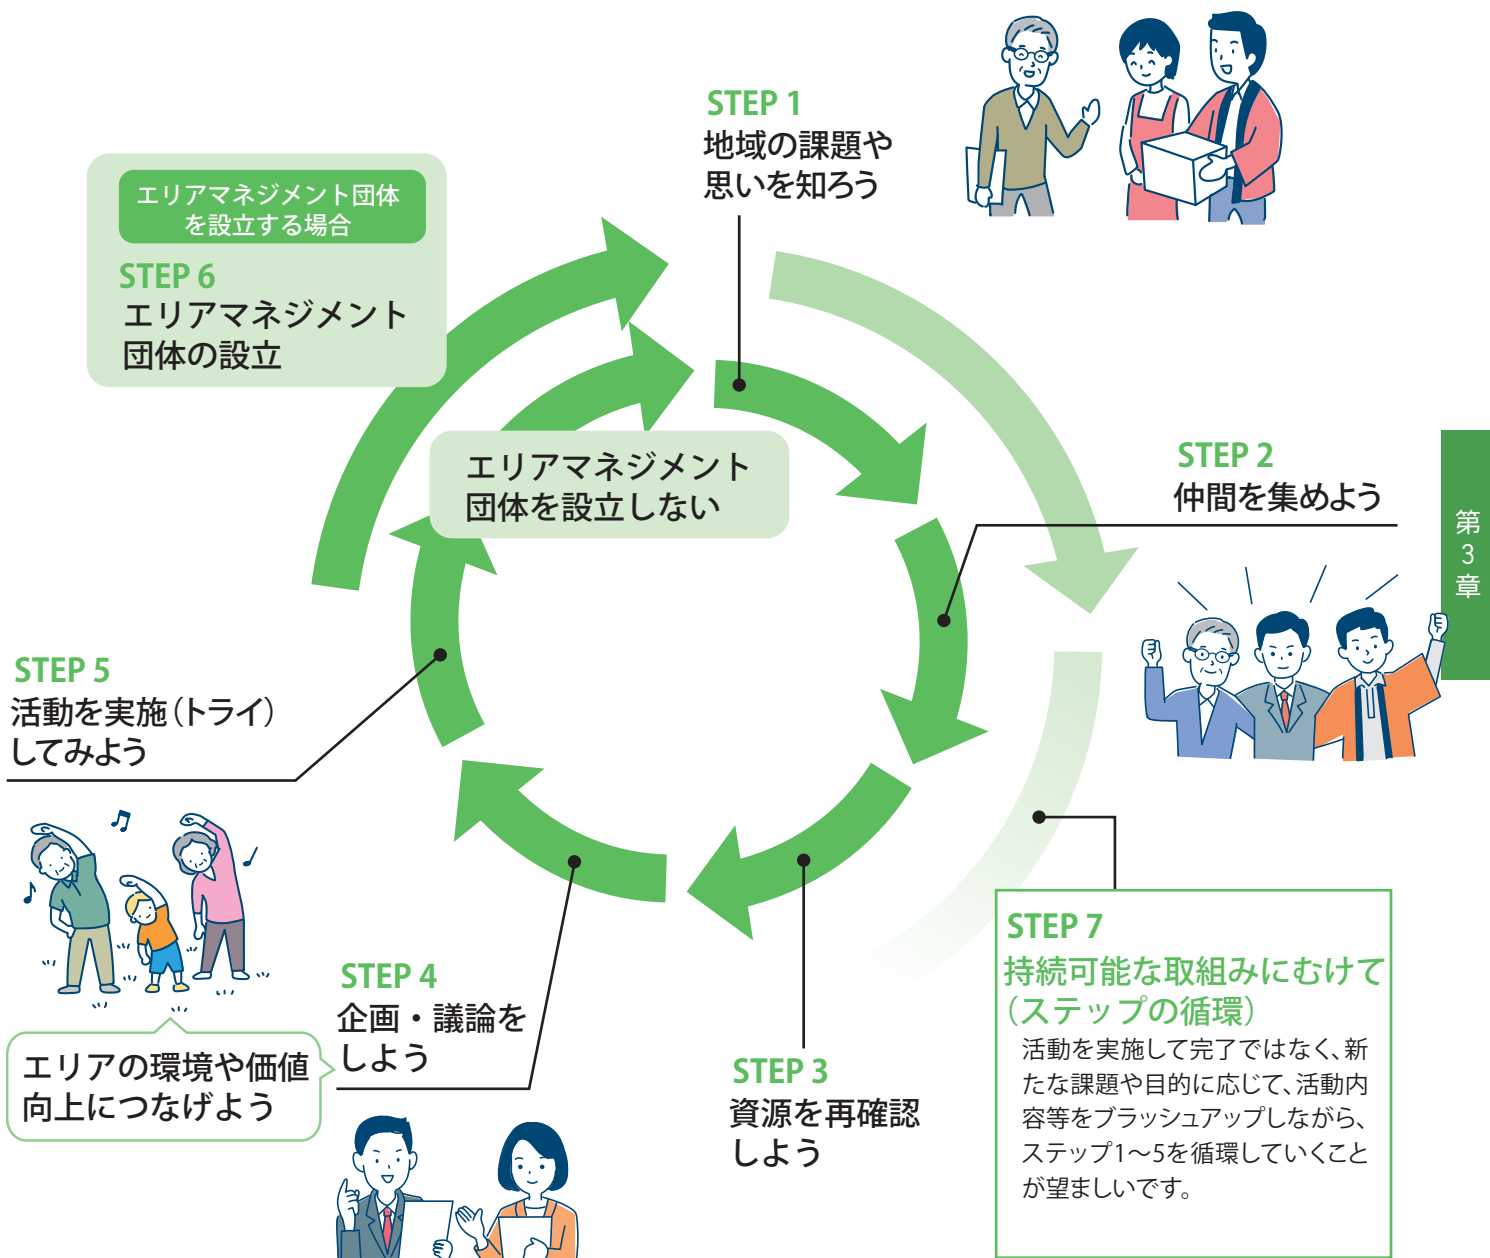 STEP 1
地域の課題や
思いを知ろう
エリアマネジメント団体
を設立する場合
STEP 6
エリアマネジメント
団体の設立
エリアマネジメント
団体を設立しない
STEP 2
仲間を集めよう
第3章
STEP 5
活動を実施（トライ）
してみよう
エリアの環境や価値
向上につなげよう
STEP 4
企画・議論を
しよう
STEP 3
資源を再確認
しよう
STEP 7
持続可能な取組みにむけて
（ステップの循環）
活動を実施して完了ではなく、新
たな課題や目的に応じて、活動内
容等をブラッシュアップしながら、
ステップ1〜5を循環していくこと
が望ましいです。